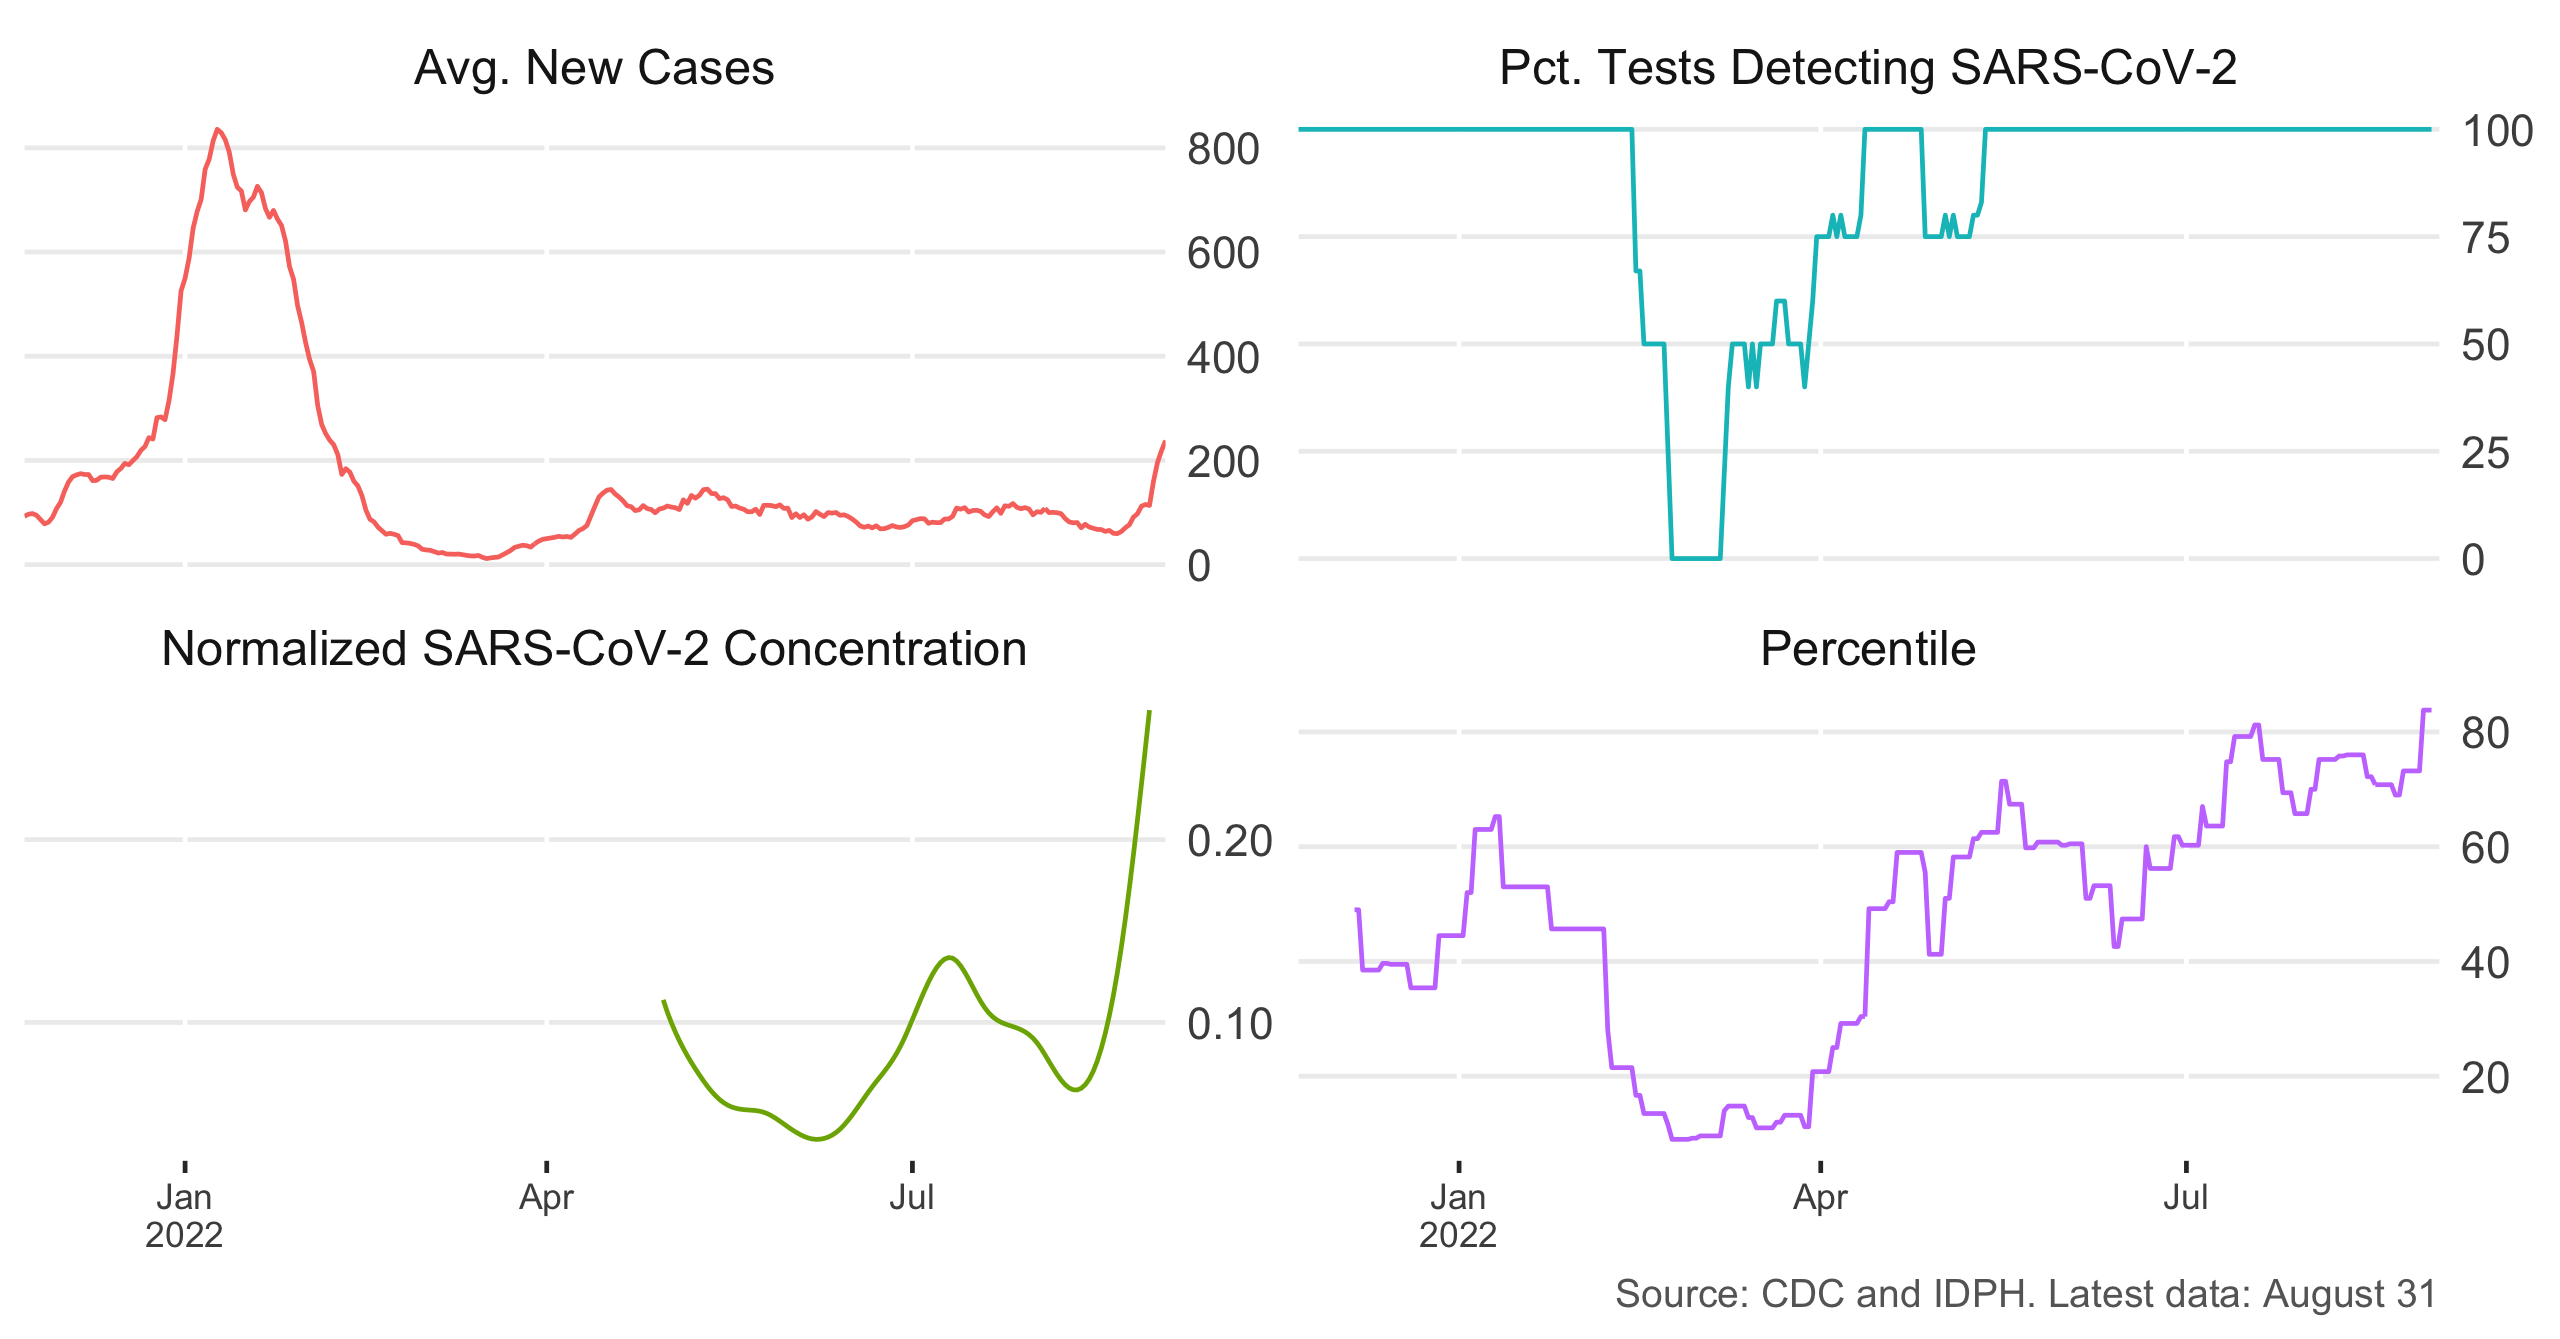 Avg. New Cases
800
600
400
200
0
Pct. Tests Detecting SARS-CoV-2
100
75
50
25
0
Normalized SARS-CoV-2 Concentration
0.20
0.10
Jan
2022
Apr
Jul
Percentile
80
60
40
20
Jan
2022
Apr
Jul
Source: CDC and IDPH. Latest data: August 31